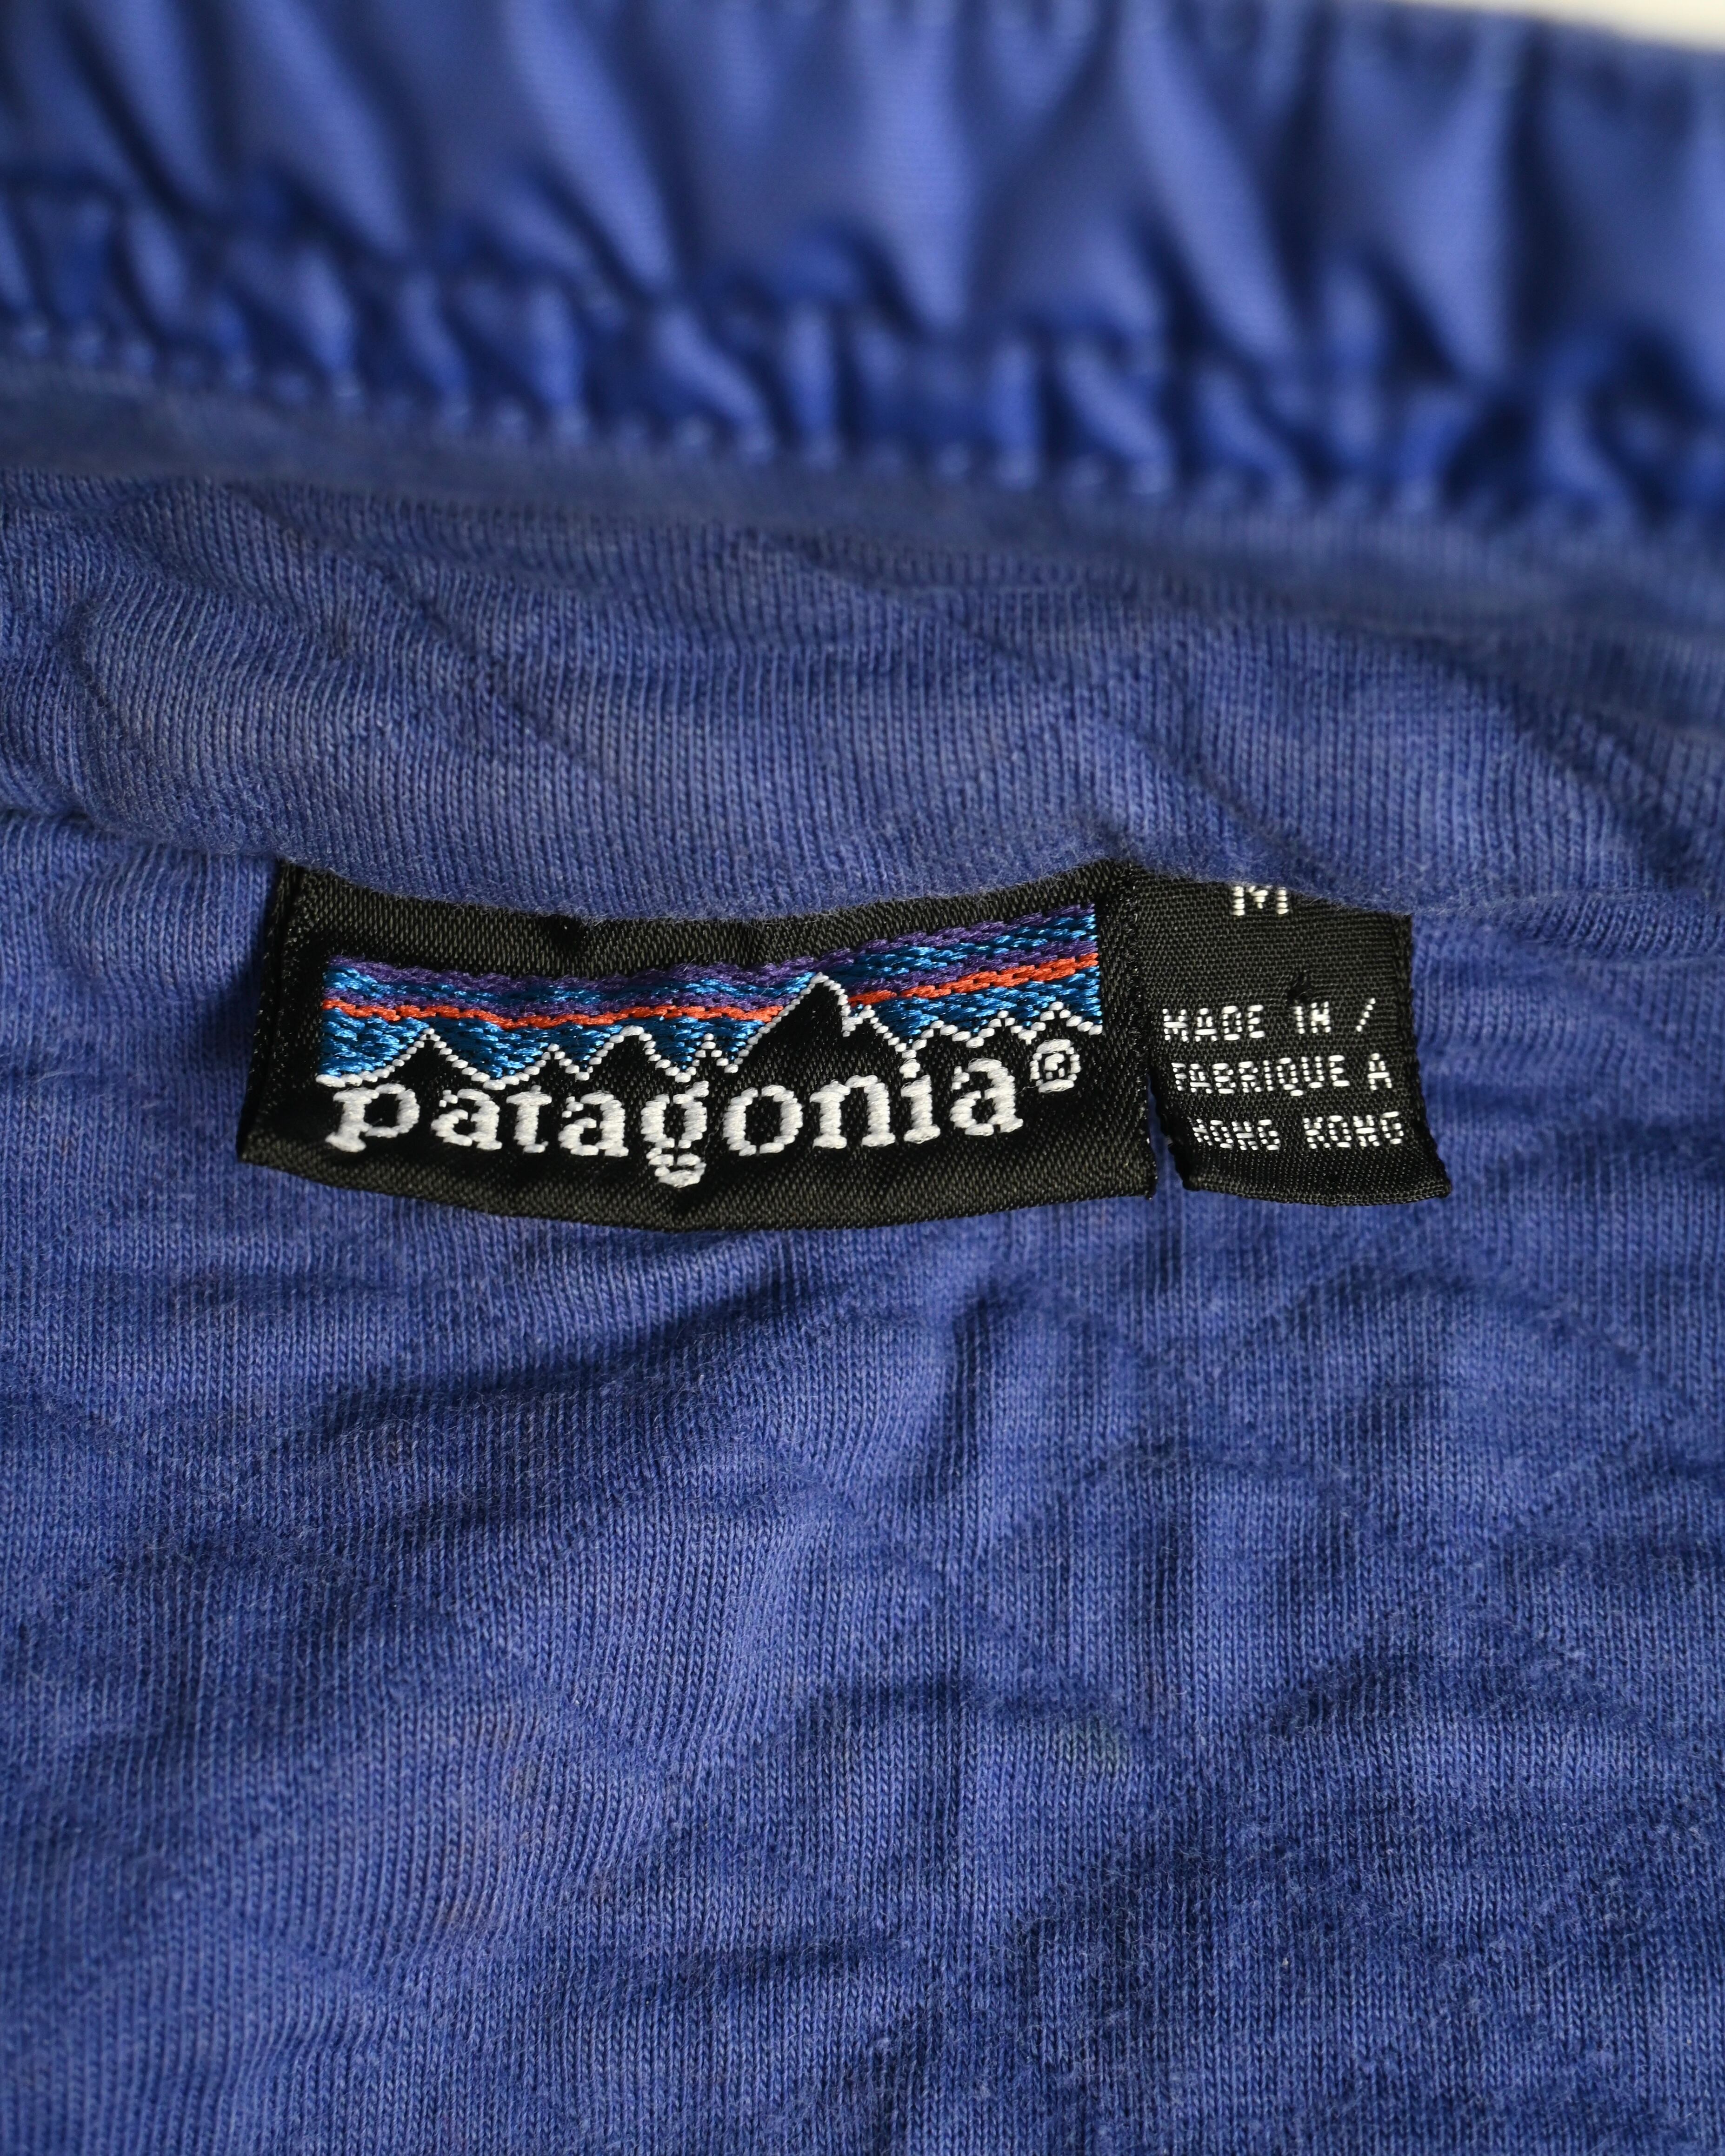 patagonia®
M
MADE IN /
FABRIQUE A
HONG KONG